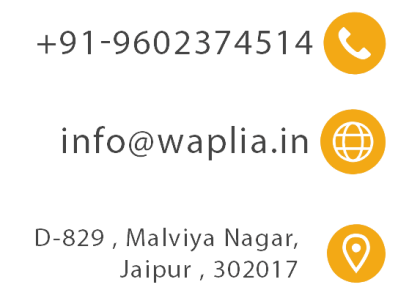 +91-9602374514
info@waplia.in
D-829 , Malviya Nagar,
Jaipur , 302017